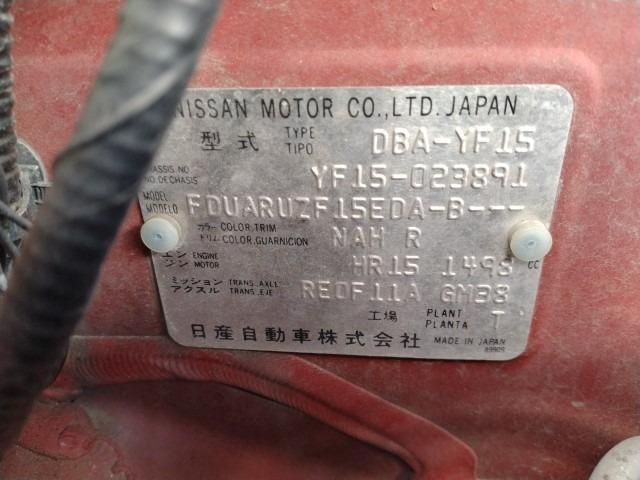 NISSAN MOTOR CO.,LTD. JAPAN
型式 TYPE TIPO DBA-YF15
CHASSIS NO NO DE CHASIS YF15-023891
MODEL MODELO FDUARUZF15EDA-B---
カラー COLOR,TRIM トリム COLOR,GUARNICION NAH R
エンジン ENGINE MOTOR HR15 1498 CC
ミッション TRANS.AXLE アクスル TRANS.EJE RE0F11A GM38
工場 PLANT PLANTA T
日産自動車株式会社 MADE IN JAPAN